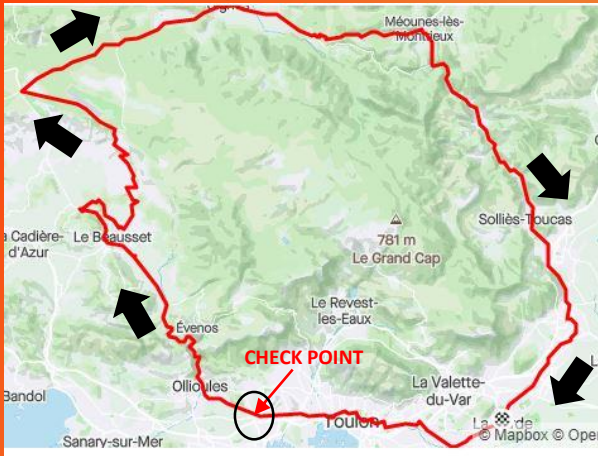 Méounes-lès-
Montrieux
Solliès-Toucas
Cadière-
d'Azur
Le Beausset
781 m
Le Grand Cap
Le Revest-
les-Eaux
Évenos
CHECK POINT
Ollioules
La Valette-
du-Var
Bandol
Toulon
Sanary-sur-Mer
© Mapbox © Oper